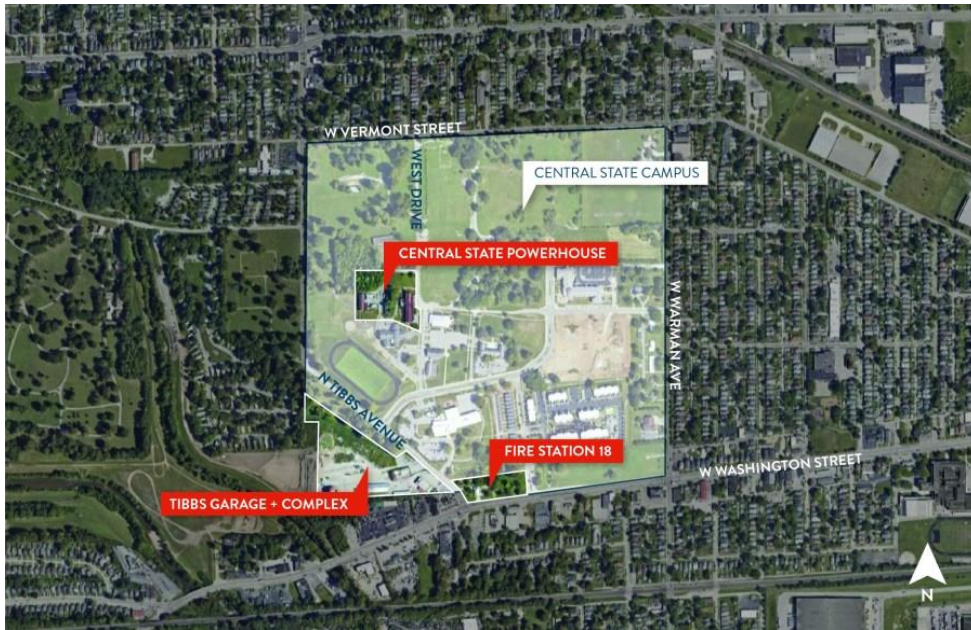 W VERMONT STREET
WEST DRIVE
CENTRAL STATE CAMPUS
CENTRAL STATE POWERHOUSE
W WARMAN AVE
N TIBBS AVENUE
FIRE STATION 18
W WASHINGTON STREET
TIBBS GARAGE + COMPLEX
N